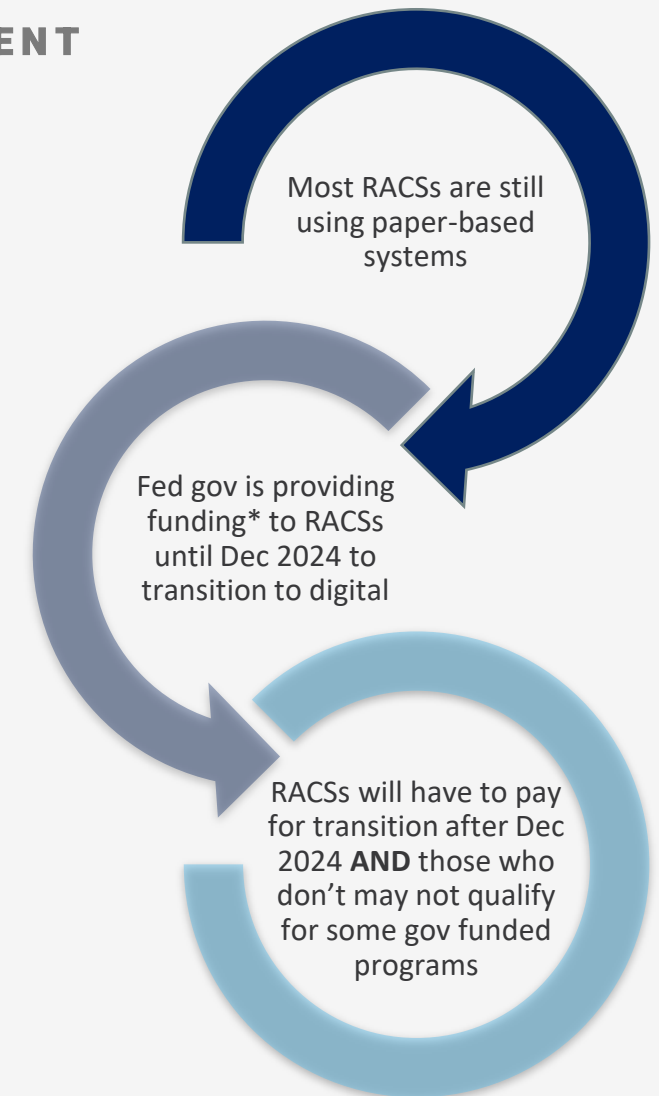 ENT
Most RACSs are still
using paper-based
systems
Fed gov is providing
funding* to RACSs
until Dec 2024 to
transition to digital
RACSs will have to pay
for transition after Dec
2024 AND those who
don’t may not qualify
for some gov funded
programs